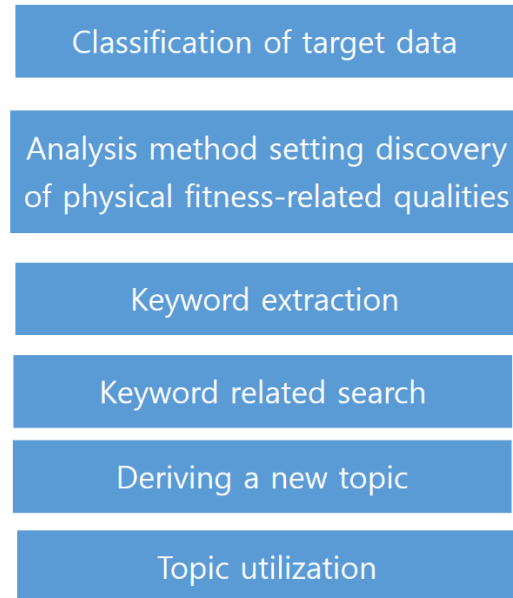 Classification of target data
Analysis method setting discovery
of physical fitness-related qualities
Keyword extraction
Keyword related search
Deriving a new topic
Topic utilization